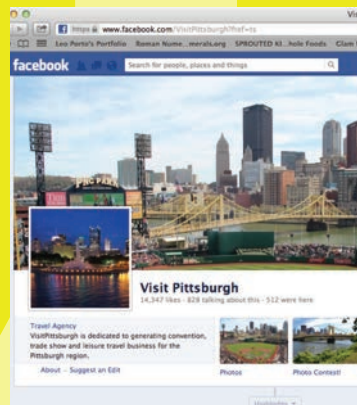 Vis
https www.facebook.com/VisitPittsburgh?fref=ts
Leo Porto's Portfolio Roman Nume...merals.org SPROUTED KI...hole Foods Glam
facebook Search for people, places and things
PNC PARK
Visit Pittsburgh
14,347 likes · 828 talking about this · 512 were here
Travel Agency
VisitPittsburgh is dedicated to generating convention,
trade show and leisure travel business for the
Pittsburgh region.
About - Suggest an Edit
Photos
Photo Contest!
Highlights